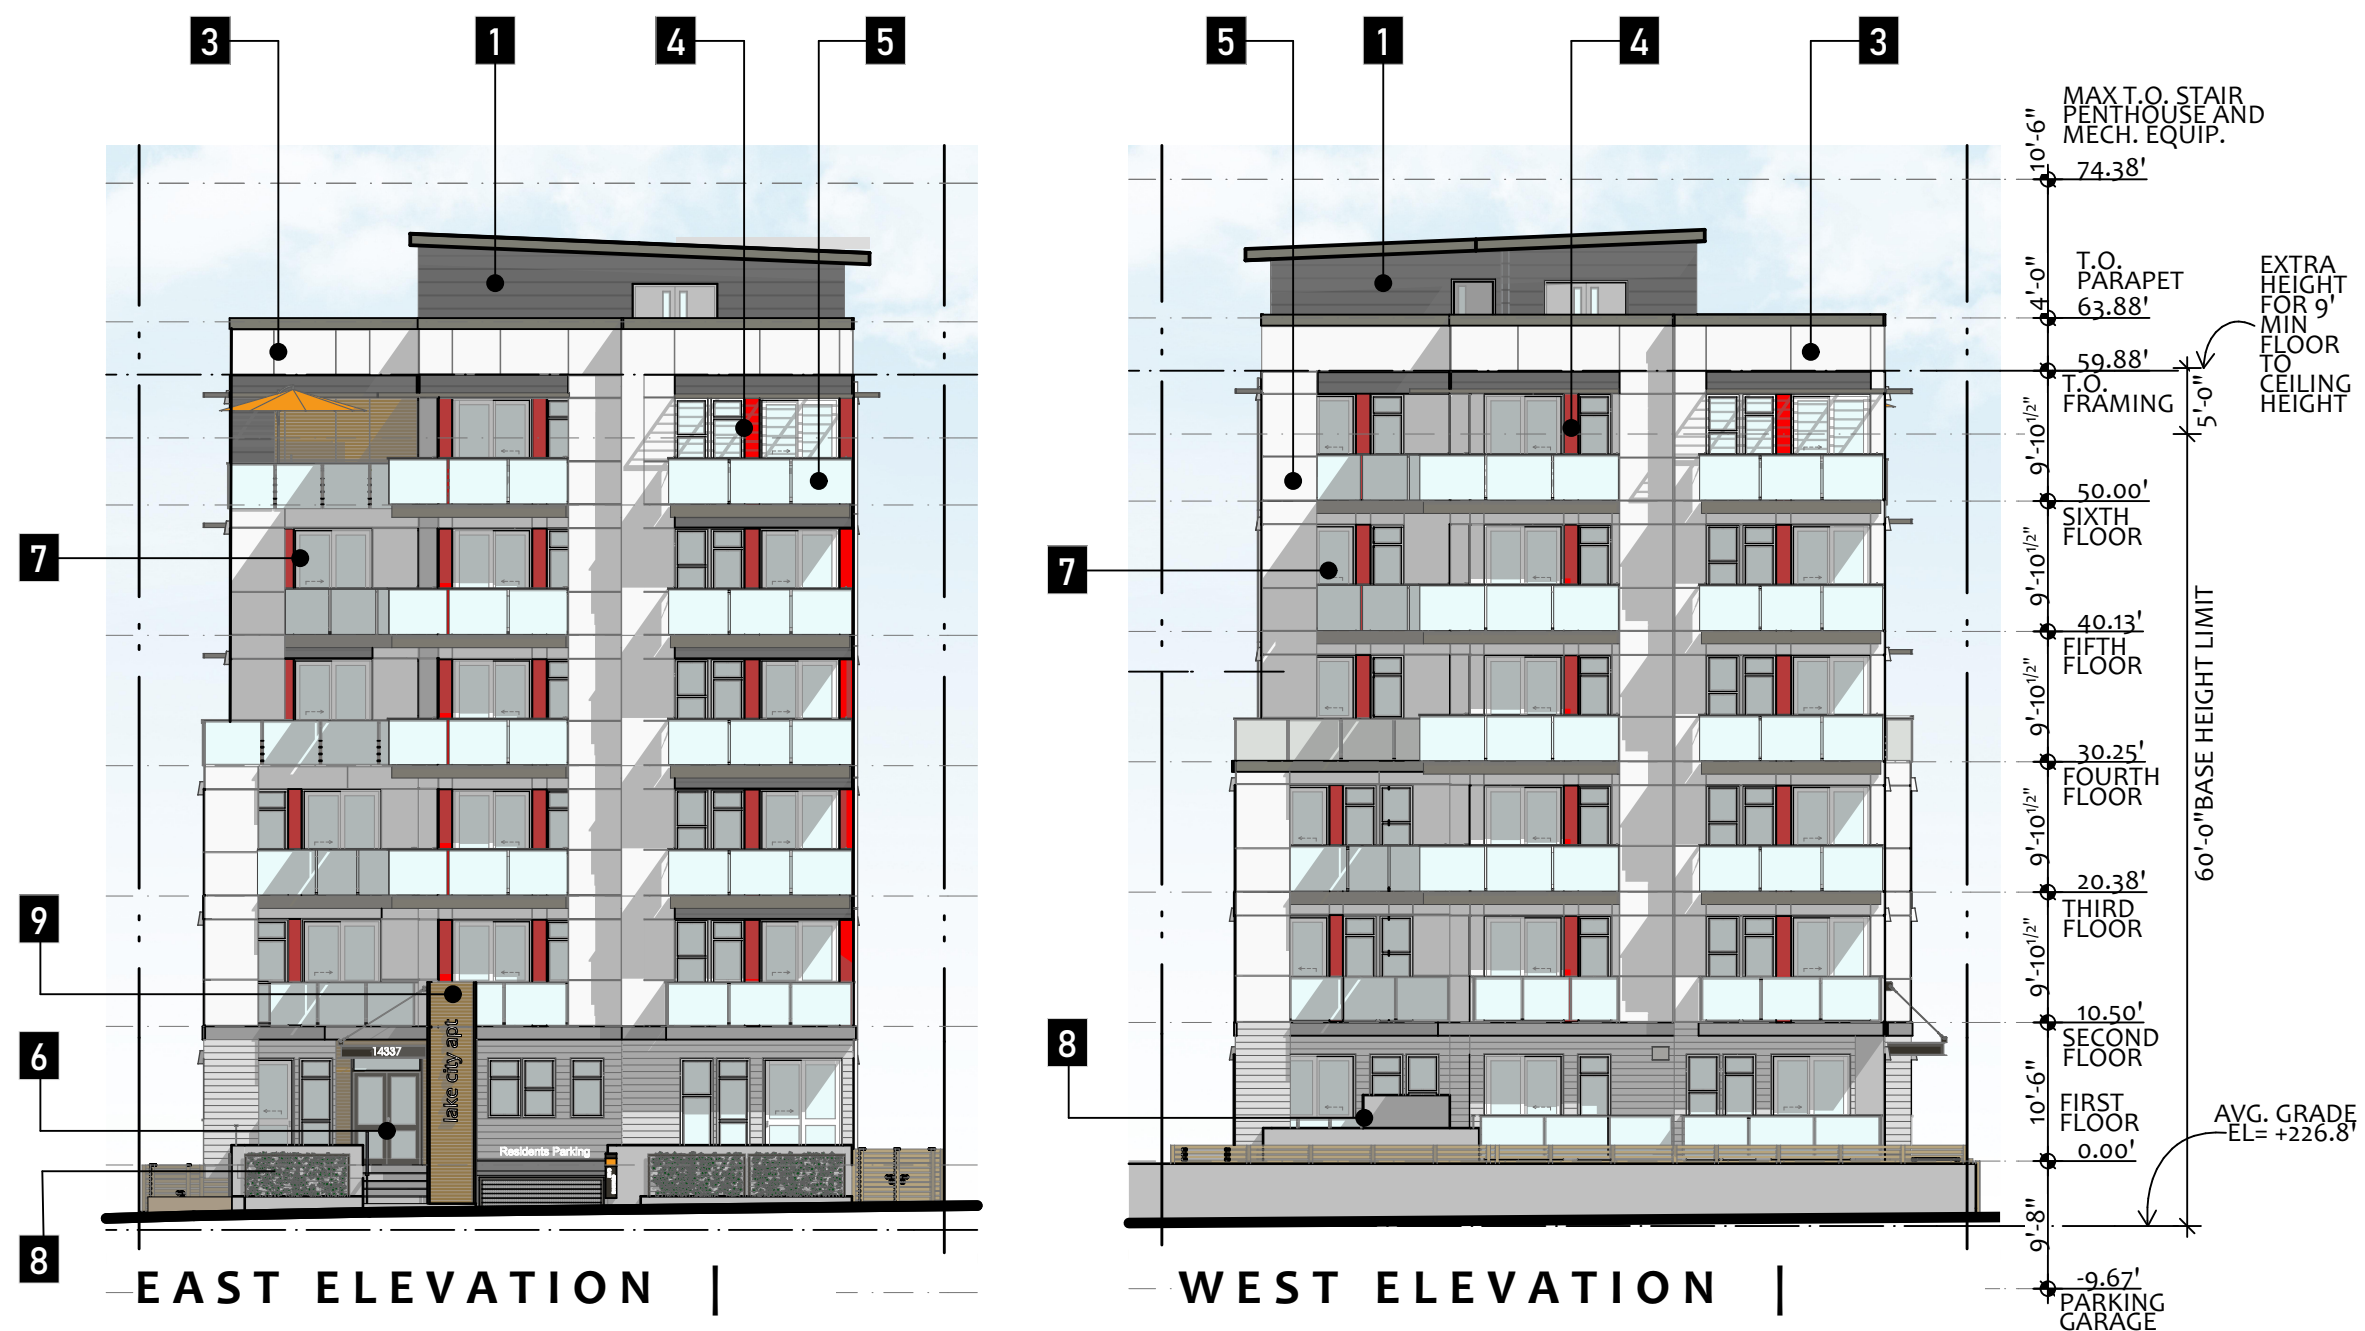 3
1
4
5
5
1
4
3
7
9
6
8
7
8
14337
lake city apt
Residents Parking
EAST ELEVATION |
WEST ELEVATION |
MAX T.O. STAIR
PENTHOUSE AND
MECH. EQUIP.
10'-6"
74.38'
T.O.
PARAPET
4'-0"
63.88'
59.88'
T.O.
FRAMING
EXTRA
HEIGHT
FOR 9'
MIN
FLOOR
TO
CEILING
HEIGHT
5'-0"
9'-10 1/2"
50.00'
SIXTH
FLOOR
9'-10 1/2"
40.13'
FIFTH
FLOOR
9'-10 1/2"
30.25'
FOURTH
FLOOR
9'-10 1/2"
20.38'
THIRD
FLOOR
9'-10 1/2"
10.50'
SECOND
FLOOR
10'-6"
FIRST
FLOOR
0.00'
9'-8"
-9.67'
PARKING
GARAGE
60'-0"BASE HEIGHT LIMIT
AVG. GRADE
EL= +226.8'